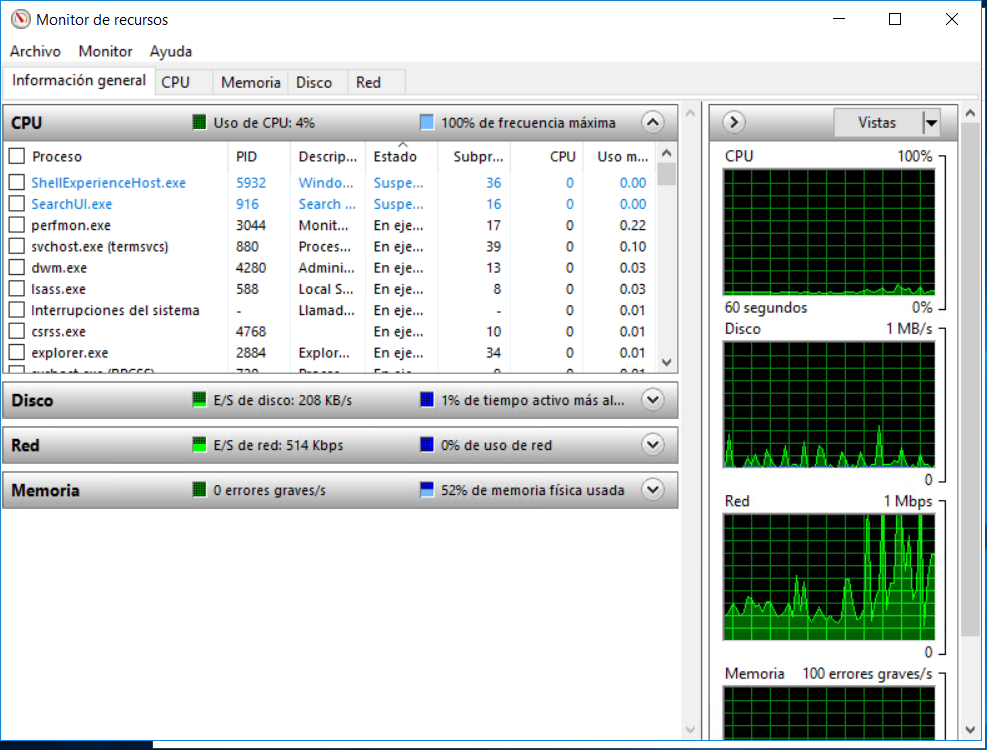 Monitor de recursos
Archivo Monitor Ayuda
Información general CPU Memoria Disco Red
CPU Uso de CPU: 4% 100% de frecuencia máxima
Proceso PID Descrip... Estado Subpr... CPU Uso m...
ShellExperienceHost.exe 5932 Windo... Suspe... 36 0 0.00
SearchUI.exe 916 Search ... Suspe... 16 0 0.00
perfmon.exe 3044 Monit... En eje... 17 0 0.22
svchost.exe (termsvcs) 880 Proces... En eje... 39 0 0.10
dwm.exe 4280 Admini... En eje... 13 0 0.03
lsass.exe 588 Local S... En eje... 8 0 0.03
Interrupciones del sistema - Llamad... En eje... - 0 0.01
csrss.exe 4768 En eje... 10 0 0.01
explorer.exe 2884 Explor... En eje... 34 0 0.01
Disco E/S de disco: 208 KB/s 1% de tiempo activo más al...
Red E/S de red: 514 Kbps 0% de uso de red
Memoria 0 errores graves/s 52% de memoria física usada
Vistas
CPU 100%
60 segundos 0%
Disco 1 MB/s
0
Red 1 Mbps
0
Memoria 100 errores graves/s